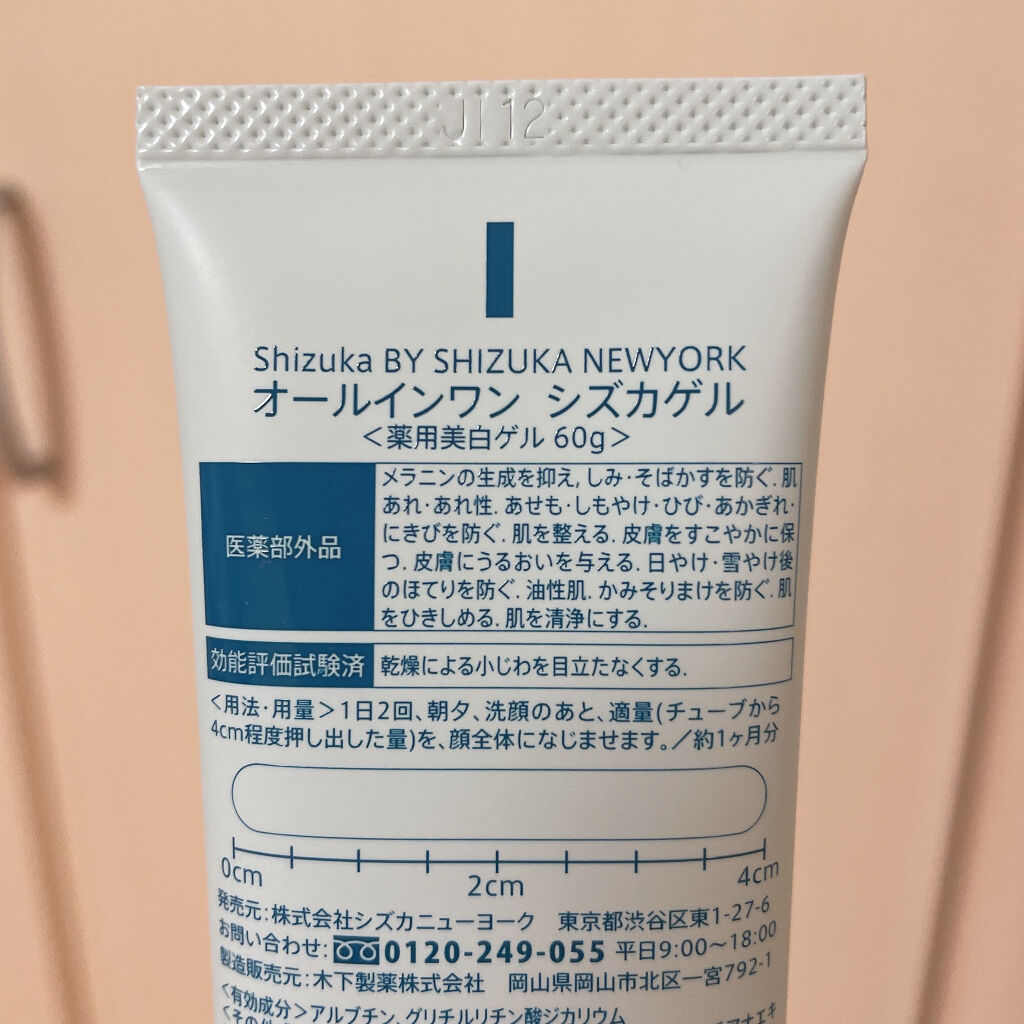 JI12
Shizuka BY SHIZUKA NEWYORK
オールインワン シズカゲル
＜薬用美白ゲル 60g＞
医薬部外品
メラニンの生成を抑え, しみ・そばかすを防ぐ. 肌
あれ・あれ性. あせも・しもやけ・ひび・あかぎれ・
にきびを防ぐ. 肌を整える. 皮膚をすこやかに保
つ. 皮膚にうるおいを与える. 日やけ・雪やけ後
のほてりを防ぐ. 油性肌. かみそりまけを防ぐ. 肌
をひきしめる. 肌を清浄にする.
効能評価試験済
乾燥による小じわを目立たなくする.
＜用法・用量＞1日2回、朝夕、洗顔のあと、適量(チューブから
4cm程度押し出した量)を、顔全体になじませます。／約1ヶ月分
0cm 2cm 4cm
発売元：株式会社シズカニューヨーク 東京都渋谷区東1-27-6
お問い合わせ： 0120-249-055 平日9:00～18:00
製造販売元：木下製薬株式会社 岡山県岡山市北区一宮792-1
＜有効成分＞アルブチン、グリチルリチン酸ジカリウム